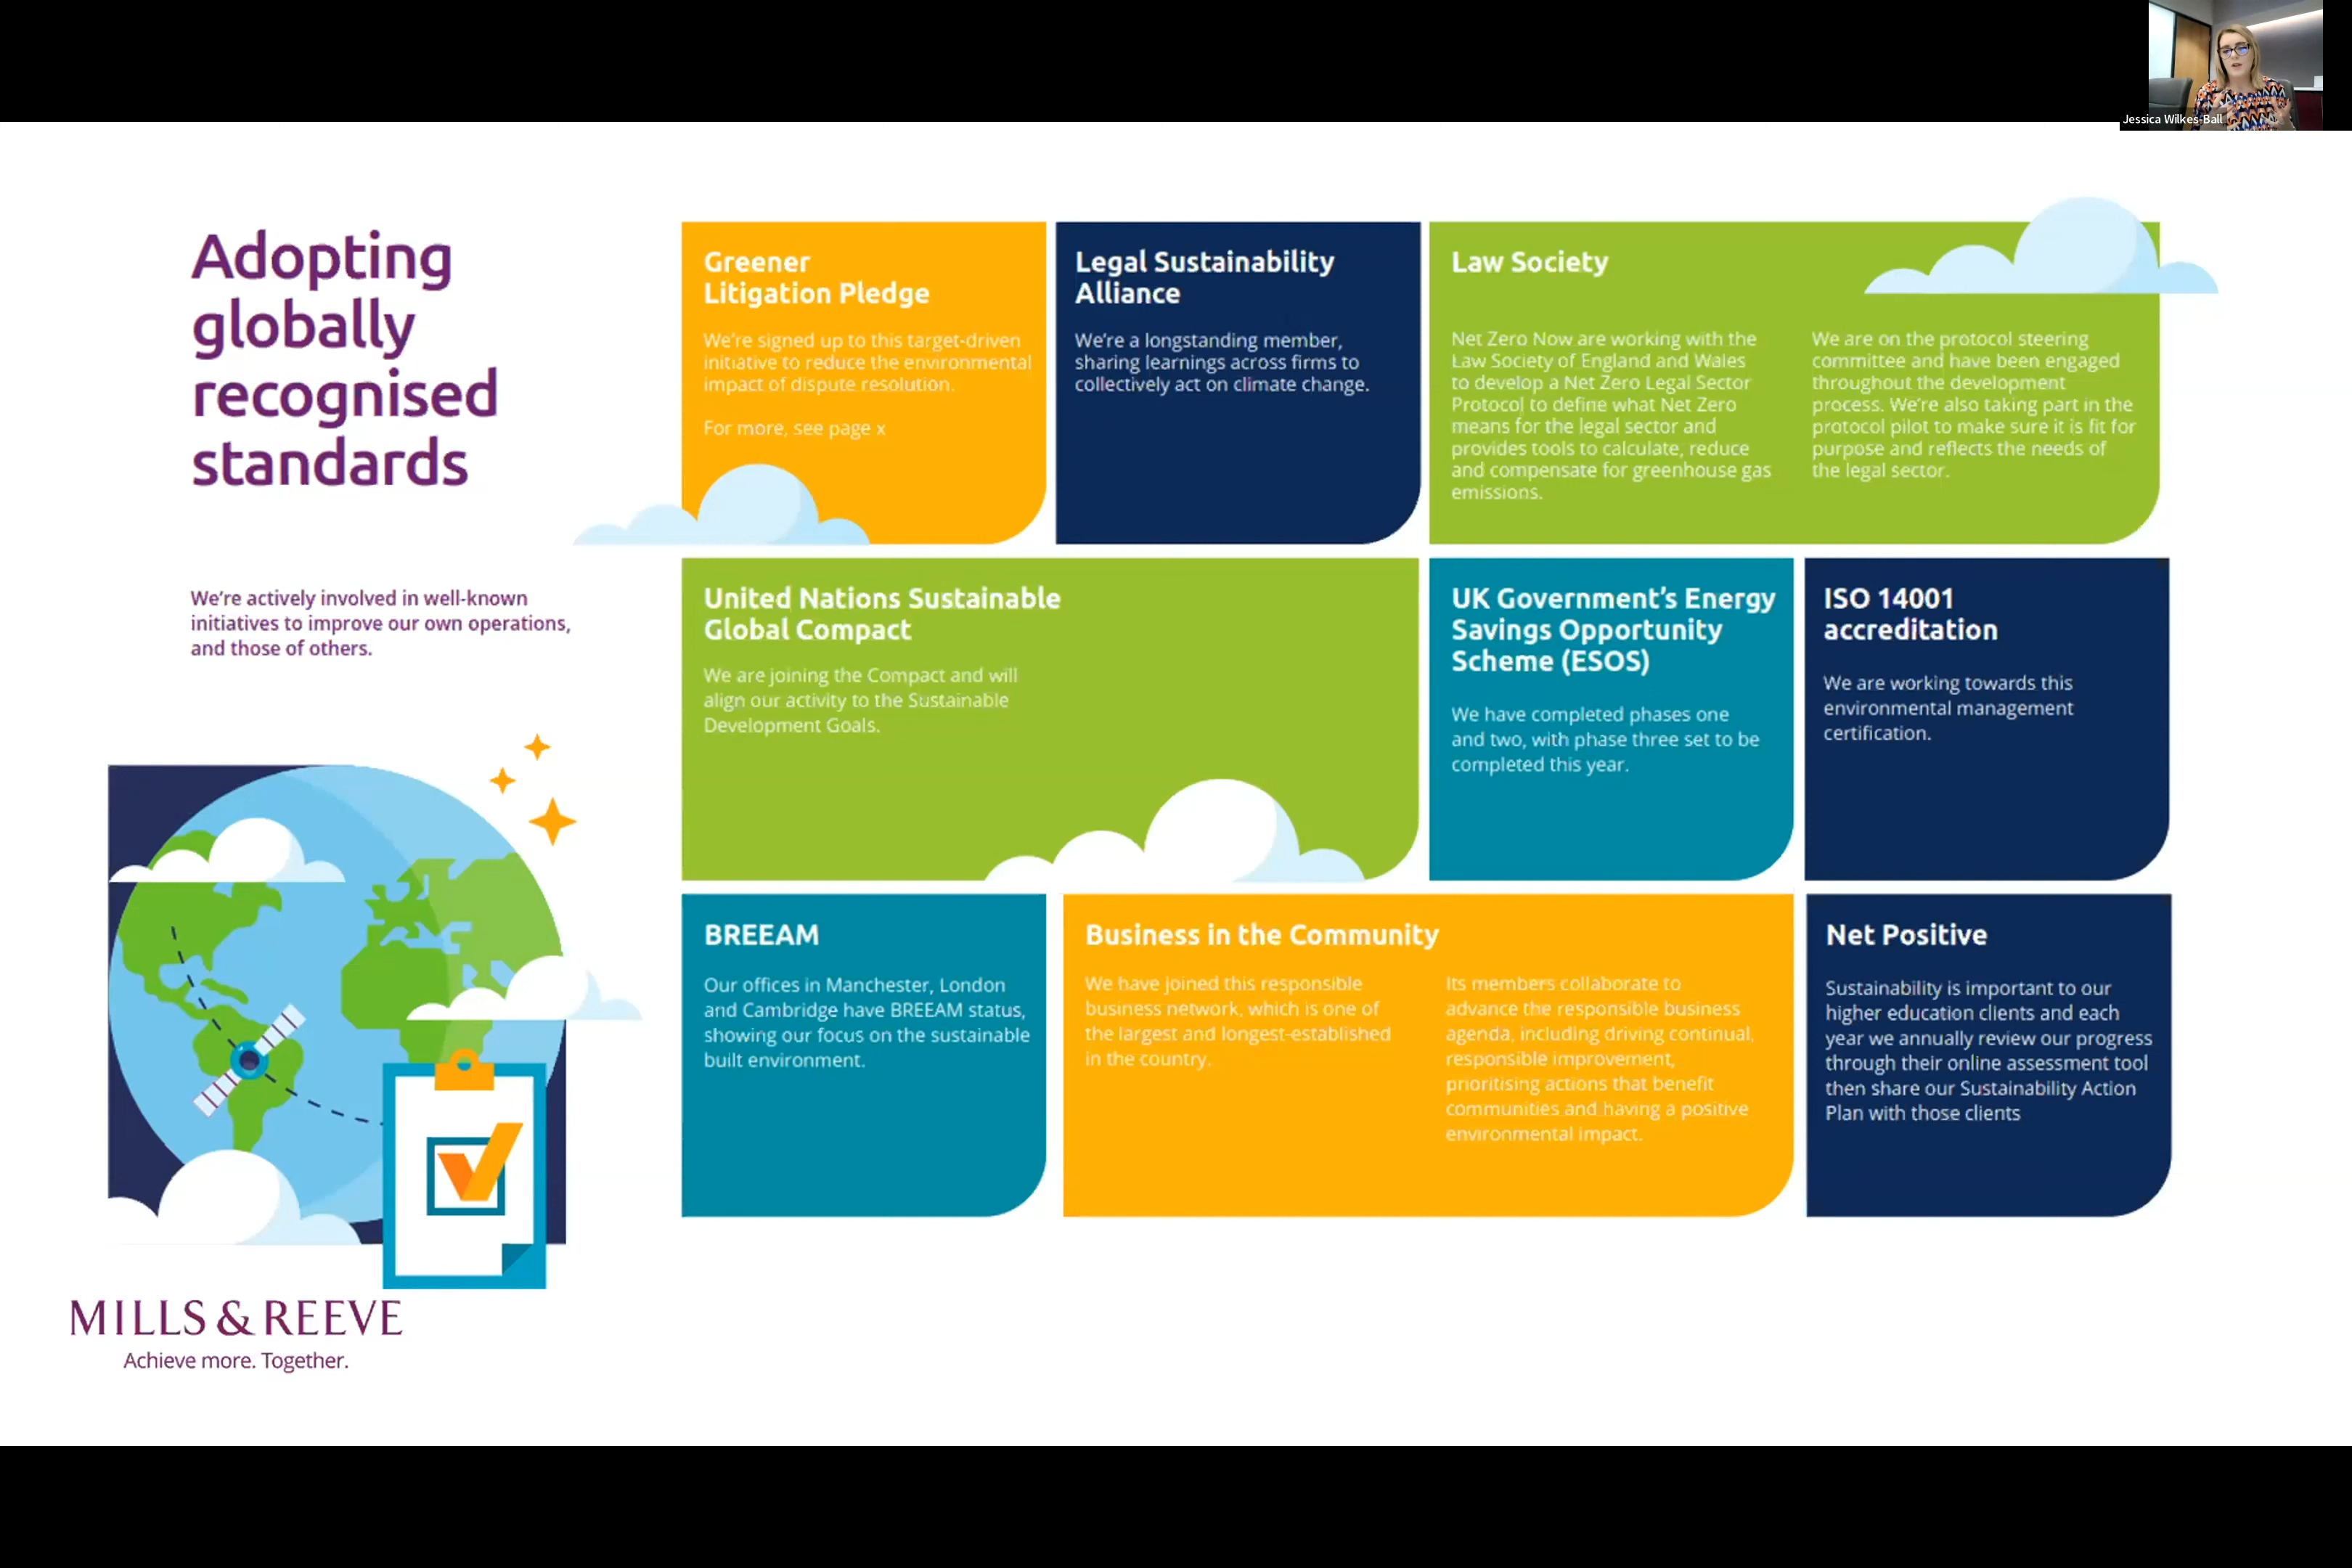 Jessica Wilkes-Ball
Adopting
globally
recognised
standards
We're actively involved in well-known
initiatives to improve our own operations,
and those of others.
Greener
Litigation Pledge
We're signed up to this target-driven
initiative to reduce the environmental
impact of dispute resolution.
For more, see page x
Legal Sustainability
Alliance
We're a longstanding member,
sharing learnings across firms to
collectively act on climate change.
Law Society
Net Zero Now are working with the
Law Society of England and Wales
to develop a Net Zero Legal Sector
Protocol to define what Net Zero
means for the legal sector and
provides tools to calculate, reduce
and compensate for greenhouse gas
emissions.
We are on the protocol steering
committee and have been engaged
throughout the development
process. We're also taking part in the
protocol pilot to make sure it is fit for
purpose and reflects the needs of
the legal sector.
United Nations Sustainable
Global Compact
We are joining the Compact and will
align our activity to the Sustainable
Development Goals.
UK Government's Energy
Savings Opportunity
Scheme (ESOS)
We have completed phases one
and two, with phase three set to be
completed this year.
ISO 14001
accreditation
We are working towards this
environmental management
certification.
BREEAM
Our offices in Manchester, London
and Cambridge have BREEAM status,
showing our focus on the sustainable
built environment.
Business in the Community
We have joined this responsible
business network, which is one of
the largest and longest-established
in the country.
Its members collaborate to
advance the responsible business
agenda, including driving continual,
responsible improvement,
prioritising actions that benefit
communities and having a positive
environmental impact.
Net Positive
Sustainability is important to our
higher education clients and each
year we annually review our progress
through their online assessment tool
then share our Sustainability Action
Plan with those clients
MILLS & REEVE
Achieve more. Together.